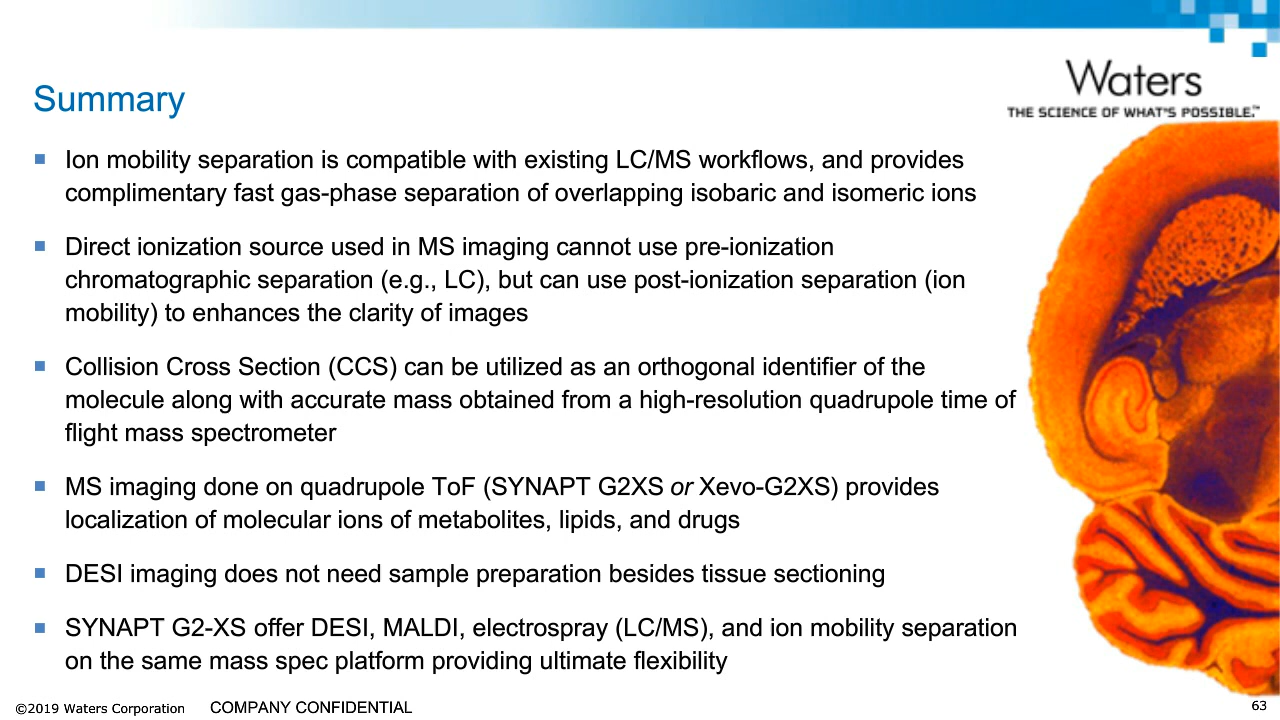 Waters
THE SCIENCE OF WHAT'S POSSIBLE.™
Summary
▪ Ion mobility separation is compatible with existing LC/MS workflows, and provides
complimentary fast gas-phase separation of overlapping isobaric and isomeric ions
▪ Direct ionization source used in MS imaging cannot use pre-ionization
chromatographic separation (e.g., LC), but can use post-ionization separation (ion
mobility) to enhances the clarity of images
▪ Collision Cross Section (CCS) can be utilized as an orthogonal identifier of the
molecule along with accurate mass obtained from a high-resolution quadrupole time of
flight mass spectrometer
▪ MS imaging done on quadrupole ToF (SYNAPT G2XS or Xevo-G2XS) provides
localization of molecular ions of metabolites, lipids, and drugs
▪ DESI imaging does not need sample preparation besides tissue sectioning
▪ SYNAPT G2-XS offer DESI, MALDI, electrospray (LC/MS), and ion mobility separation
on the same mass spec platform providing ultimate flexibility
©2019 Waters Corporation COMPANY CONFIDENTIAL
63